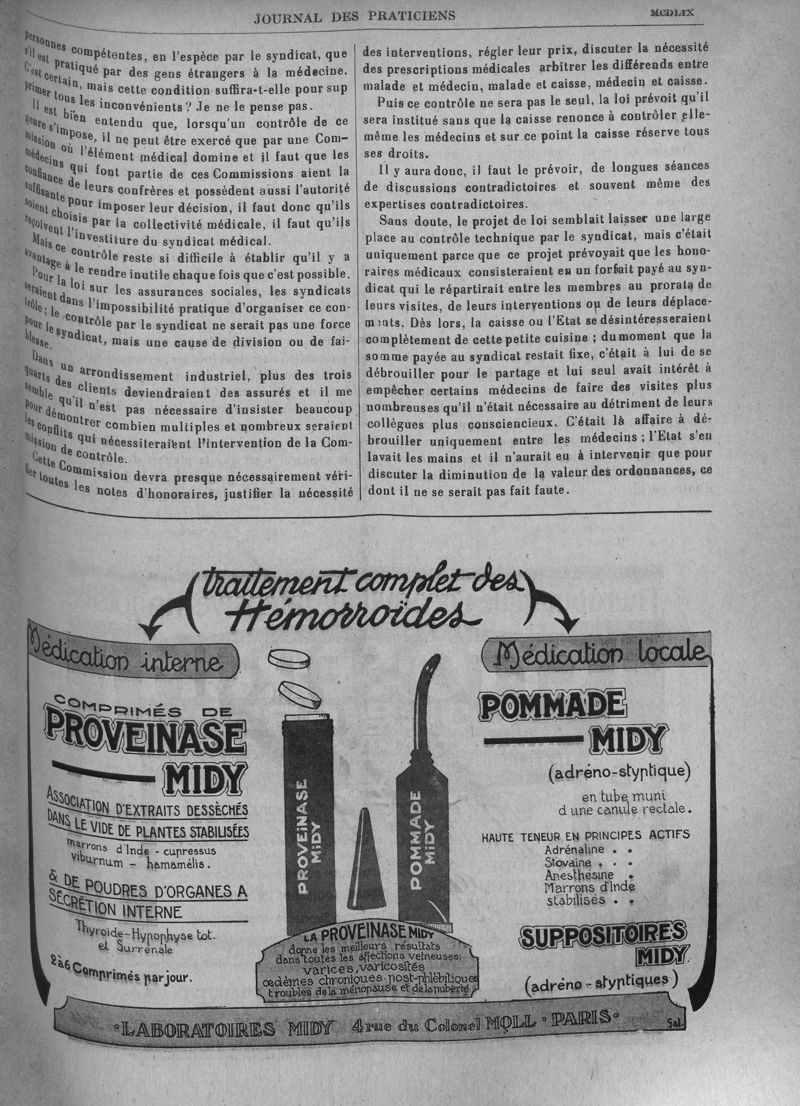 JOURNAL DES PRATICIENS
MCDLIX
personnes compétentes, en l'espèce par le syndicat, que
s'il est pratiqué par des gens étrangers à la médecine.
C'est certain, mais cette condition suffira-t-elle pour sup
primer tous les inconvénients ? Je ne le pense pas.
Il est bien entendu que, lorsqu'un contrôle de ce
genre s'impose, il ne peut être exercé que par une Com-
mission où l'élément médical domine et il faut que les
médecins qui font partie de ces Commissions aient la
confiance de leurs confrères et possèdent aussi l'autorité
suffisante pour imposer leur décision, il faut donc qu'ils
soient choisis par la collectivité médicale, il faut qu'ils
reçoivent l'investiture du syndicat médical.
Mais ce contrôle reste si difficile à établir qu'il y a
avantage à le rendre inutile chaque fois que c'est possible.
Pour la loi sur les assurances sociales, les syndicats
seraient dans l'impossibilité pratique d'organiser ce con-
trôle ; le contrôle par le syndicat ne serait pas une force
pour le syndicat, mais une cause de division ou de fai-
blesse.
Dans un arrondissement industriel, plus des trois
quarts des clients deviendraient des assurés et il me
semble qu'il n'est pas nécessaire d'insister beaucoup
pour démontrer combien multiples et nombreux seraient
les conflits qui nécessiteraient l'intervention de la Com-
mission de contrôle.
Cette Commission devra presque nécessairement véri-
fier toutes les notes d'honoraires, justifier la nécessité
des interventions, régler leur prix, discuter la nécessité
des prescriptions médicales arbitrer les différends entre
malade et médecin, malade et caisse, médecin et caisse.
Puis ce contrôle ne sera pas le seul, la loi prévoit qu'il
sera institué sans que la caisse renonce à contrôler elle-
même les médecins et sur ce point la caisse réserve tous
ses droits.
Il y aura donc, il faut le prévoir, de longues séances
de discussions contradictoires et souvent même des
expertises contradictoires.
Sans doute, le projet de loi semblait laisser une large
place au contrôle technique par le syndicat, mais c'était
uniquement parce que ce projet prévoyait que les hono-
raires médicaux consisteraient en un forfait payé au syn-
dicat qui le répartirait entre les membres au prorata de
leurs visites, de leurs interventions ou de leurs déplace-
ments. Dès lors, la caisse ou l'Etat se désintéresseraient
complètement de cette petite cuisine ; du moment que la
somme payée au syndicat restait fixe, c'était à lui de se
débrouiller pour le partage et lui seul avait intérêt à
empêcher certains médecins de faire des visites plus
nombreuses qu'il n'était nécessaire au détriment de leurs
collègues plus consciencieux. C'était là affaire à dé-
brouiller uniquement entre les médecins ; l'Etat s'en
lavait les mains et il n'aurait eu à intervenir que pour
discuter la diminution de la valeur des ordonnances, ce
dont il ne se serait pas fait faute.
traitement complet des
Hémorroïdes
Médication interne
COMPRIMÉS DE
PROVEINASE
MIDY
ASSOCIATION D'EXTRAITS DESSÉCHÉS
DANS LE VIDE DE PLANTES STABILISÉES
marrons d'Inde - cupressus
viburnum - hamamélis.
& DE POUDRES D'ORGANES A
SÉCRÉTION INTERNE
Thyroïde - Hypophyse tot.
et Surrénale
2 à 6 Comprimés par jour.
PROVEINASE MIDY
POMMADE MIDY
LA PROVEINASE MIDY
donne les meilleurs résultats
dans toutes les affections veineuses:
varices, varicosités
œdèmes chroniques post-phlébitiques
troubles de la ménopause et de la puberté
Médication locale
POMMADE
MIDY
(adréno-styptique)
en tube muni
d une canule rectale.
HAUTE TENEUR EN PRINCIPES ACTIFS
Adrénaline . .
Stovaïne . . .
Anesthésine .
Marrons d'Inde
stabilisés . .
SUPPOSITOIRES
MIDY
(adréno-styptiques)
LABORATOIRES MIDY 4 rue du Colonel MOLL PARIS
Gal.